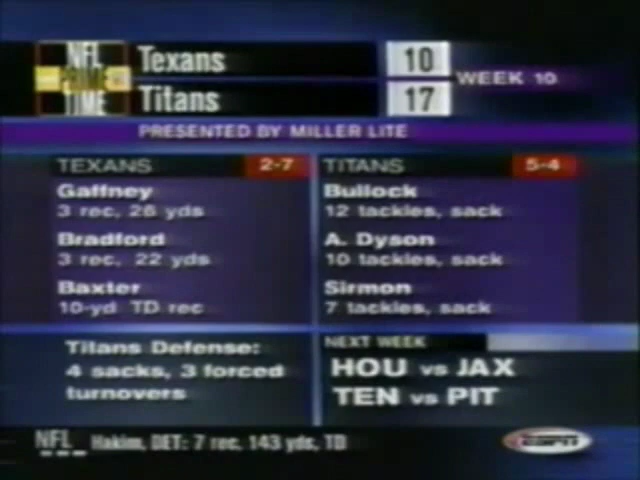 NFL PRIME TIME
Texans 10
Titans 17
WEEK 10
PRESENTED BY MILLER LITE
TEXANS 2-7
Gaffney
3 rec, 26 yds
Bradford
3 rec, 22 yds
Baxter
10-yd TD rec
TITANS 5-4
Bullock
12 tackles, sack
A. Dyson
10 tackles, sack
Sirmon
7 tackles, sack
Titans Defense:
4 sacks, 3 forced
turnovers
NEXT WEEK
HOU vs JAX
TEN vs PIT
NFL Hakim, DET: 7 rec, 143 yds, TD
ESPN